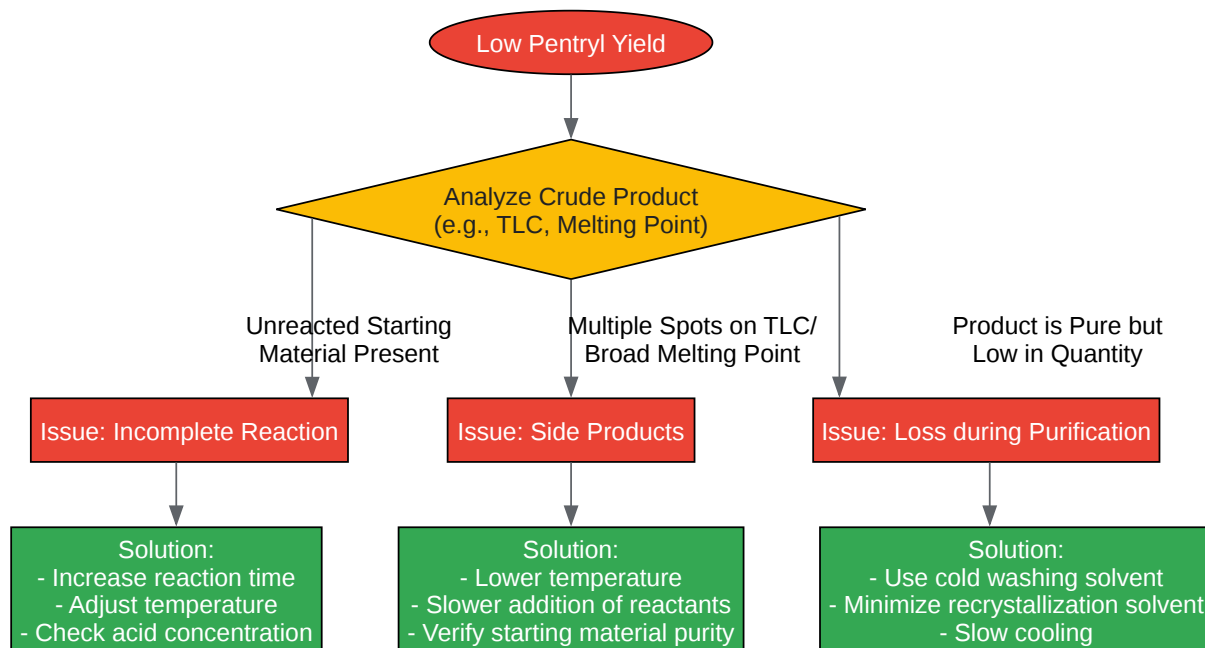 Low Pentryl Yield
Analyze Crude Product
(e.g., TLC, Melting Point)
Unreacted Starting
Material Present
Multiple Spots on TLC/
Broad Melting Point
Product is Pure but
Low in Quantity
Issue: Incomplete Reaction
Issue: Side Products
Issue: Loss during Purification
Solution:
- Increase reaction time
- Adjust temperature
- Check acid concentration
Solution:
- Lower temperature
- Slower addition of reactants
- Verify starting material purity
Solution:
- Use cold washing solvent
- Minimize recrystallization solvent
- Slow cooling